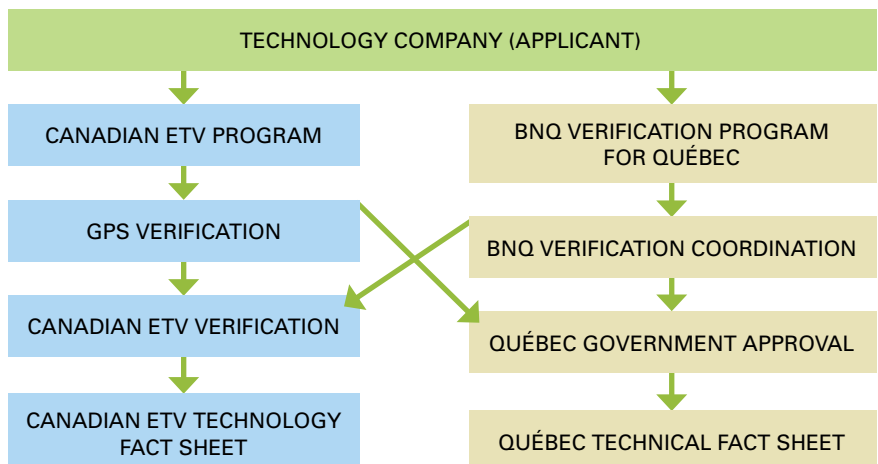 TECHNOLOGY COMPANY (APPLICANT)
CANADIAN ETV PROGRAM
GPS VERIFICATION
CANADIAN ETV VERIFICATION
CANADIAN ETV TECHNOLOGY
FACT SHEET
BNQ VERIFICATION PROGRAM
FOR QUÉBEC
BNQ VERIFICATION COORDINATION
QUÉBEC GOVERNMENT APPROVAL
QUÉBEC TECHNICAL FACT SHEET